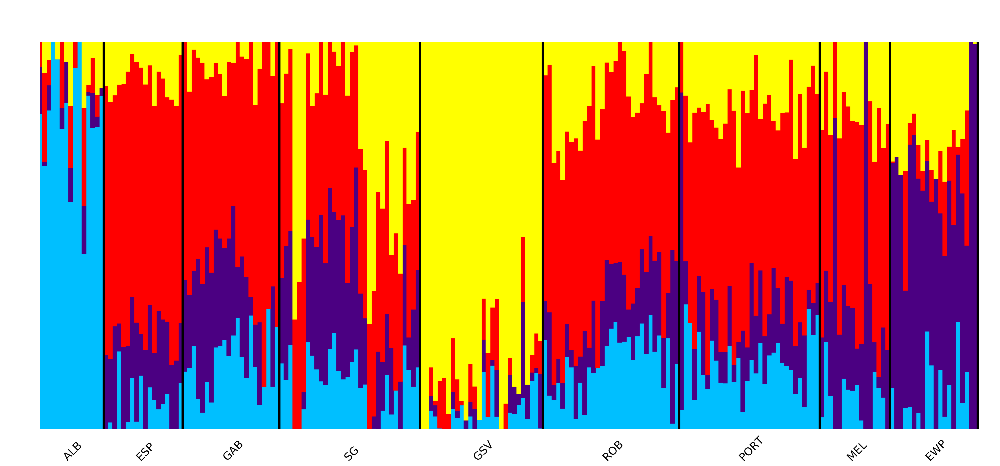 ALB
ESP
GAB
SG
GSV
ROB
PORT
MEL
EWP